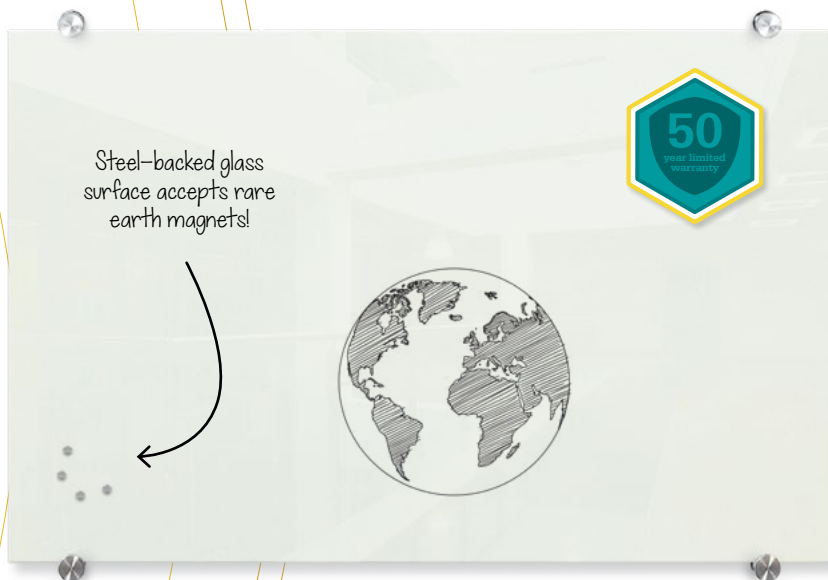 Steel-backed glass
surface accepts rare
earth magnets!
50
year limited
warranty